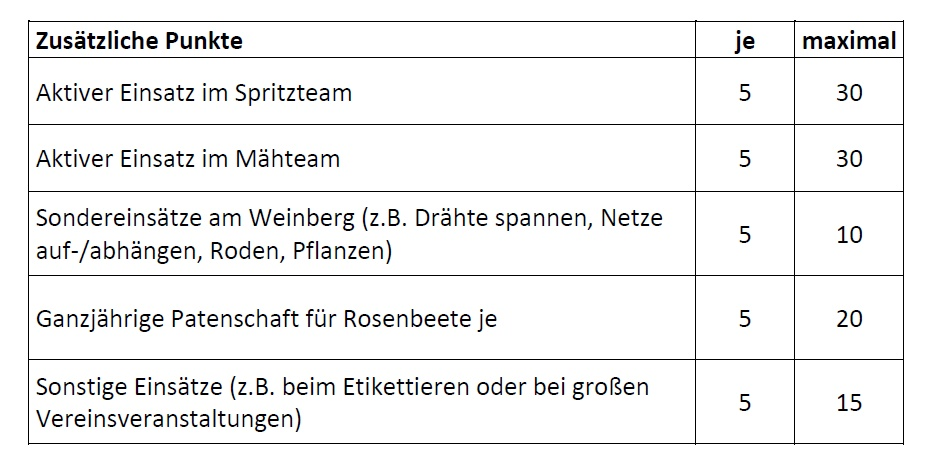 Zusätzliche Punkte je maximal
Aktiver Einsatz im Spritzteam 5 30
Aktiver Einsatz im Mähteam 5 30
Sondereinsätze am Weinberg (z.B. Drähte spannen, Netze
auf-/abhängen, Roden, Pflanzen) 5 10
Ganzjährige Patenschaft für Rosenbeete je 5 20
Sonstige Einsätze (z.B. beim Etikettieren oder bei großen
Vereinsveranstaltungen) 5 15